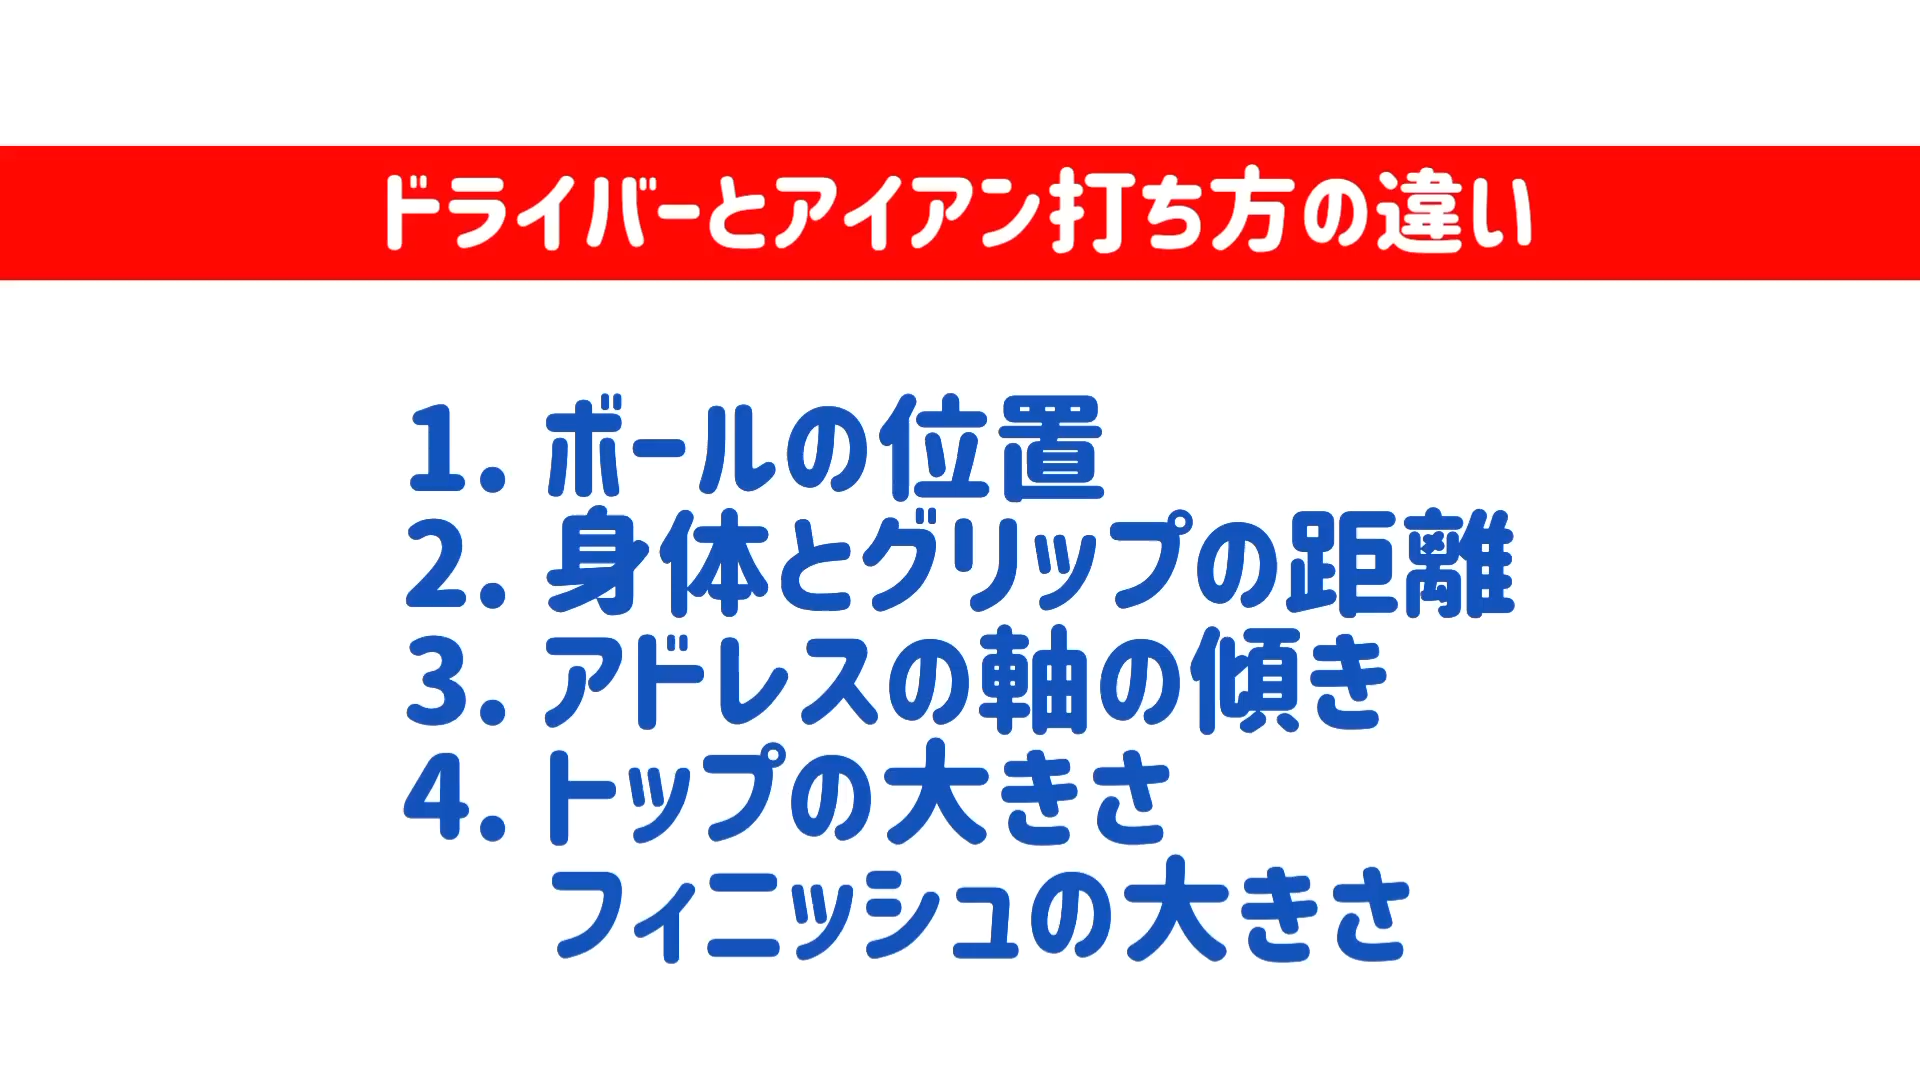 ドライバーとアイアン打ち方の違い
1. ボールの位置
2. 身体とグリップの距離
3. アドレスの軸の傾き
4. トップの大きさ
フィニッシュの大きさ